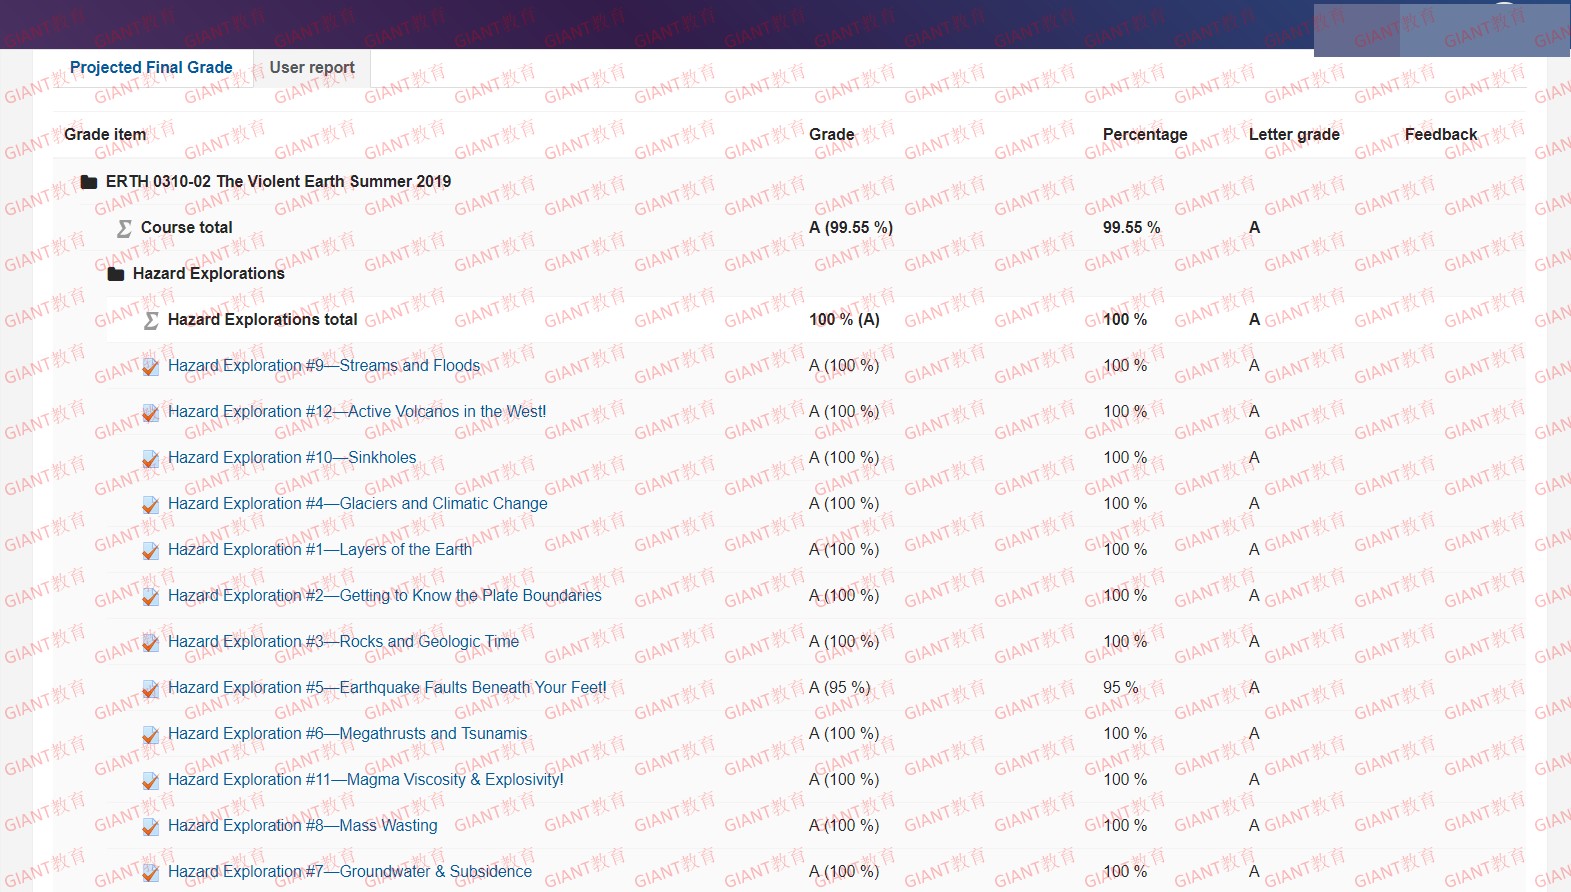 Projected Final Grade User report
Grade item Grade Percentage Letter grade Feedback
ERTH 0310-02 The Violent Earth Summer 2019
Course total A (99.55 %) 99.55 % A
Hazard Explorations
Hazard Explorations total 100 % (A) 100 % A
Hazard Exploration #9—Streams and Floods A (100 %) 100 % A
Hazard Exploration #12—Active Volcanos in the West! A (100 %) 100 % A
Hazard Exploration #10—Sinkholes A (100 %) 100 % A
Hazard Exploration #4—Glaciers and Climatic Change A (100 %) 100 % A
Hazard Exploration #1—Layers of the Earth A (100 %) 100 % A
Hazard Exploration #2—Getting to Know the Plate Boundaries A (100 %) 100 % A
Hazard Exploration #3—Rocks and Geologic Time A (100 %) 100 % A
Hazard Exploration #5—Earthquake Faults Beneath Your Feet! A (95 %) 95 % A
Hazard Exploration #6—Megathrusts and Tsunamis A (100 %) 100 % A
Hazard Exploration #11—Magma Viscosity & Explosivity! A (100 %) 100 % A
Hazard Exploration #8—Mass Wasting A (100 %) 100 % A
Hazard Exploration #7—Groundwater & Subsidence A (100 %) 100 % A
GIANT教育